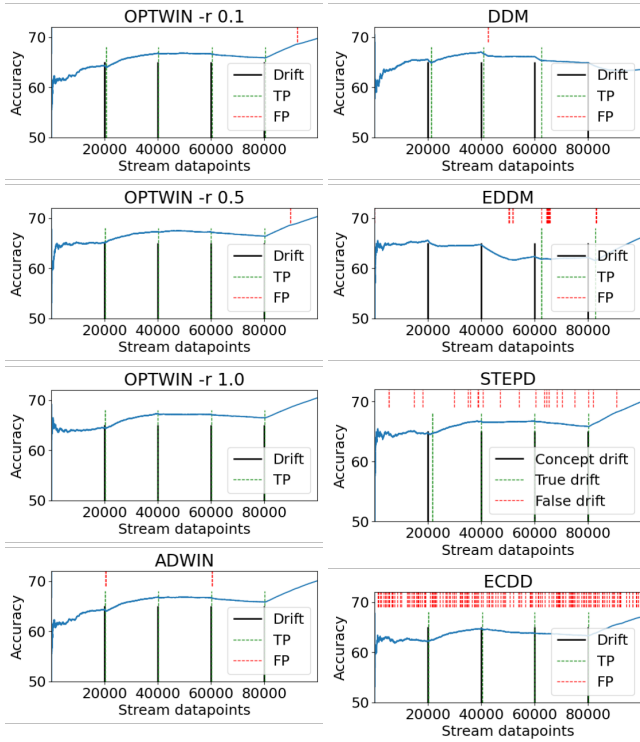 OPTWIN -r 0.1
70
60
50
Accuracy
Drift
TP
FP
20000 40000 60000 80000
Stream datapoints
OPTWIN -r 0.5
70
60
50
Accuracy
Drift
TP
FP
20000 40000 60000 80000
Stream datapoints
OPTWIN -r 1.0
70
60
50
Accuracy
Drift
TP
20000 40000 60000 80000
Stream datapoints
ADWIN
70
60
50
Accuracy
Drift
TP
FP
20000 40000 60000 80000
Stream datapoints
DDM
70
60
50
Accuracy
Drift
TP
FP
20000 40000 60000 80000
Stream datapoints
EDDM
70
60
50
Accuracy
Drift
TP
FP
20000 40000 60000 80000
Stream datapoints
STEPD
70
60
50
Accuracy
Concept drift
True drift
False drift
20000 40000 60000 80000
Stream datapoints
ECDD
70
60
50
Accuracy
Drift
TP
FP
20000 40000 60000 80000
Stream datapoints